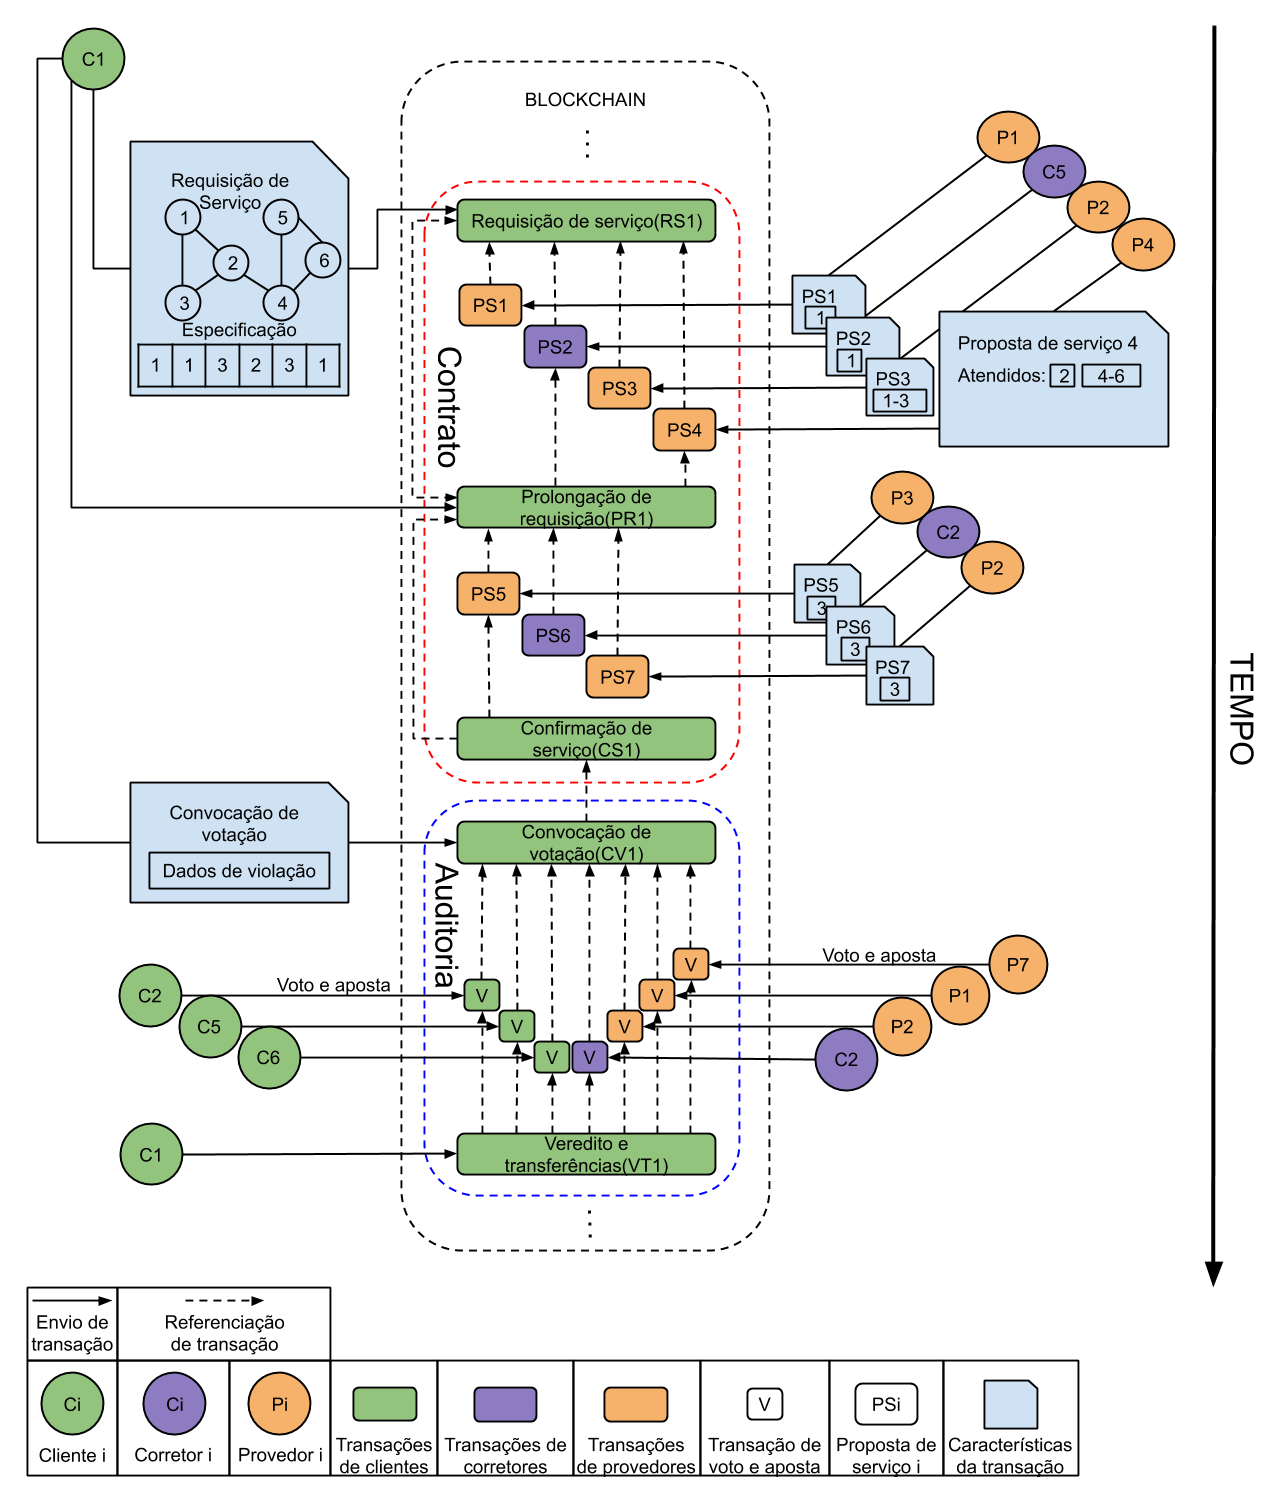 C1
BLOCKCHAIN
Requisição de
Serviço
1
5
2
6
3
4
Especificação
1 1 3 2 3 1
Contrato
Requisição de serviço(RS1)
PS1
PS2
PS3
PS4
P1
C5
P2
P4
PS1
1
PS2
1
PS3
1-3
Proposta de serviço 4
Atendidos: 2 4-6
Prolongação de
requisição(PR1)
PS5
PS6
PS7
P3
C2
P2
PS5
3
PS6
3
PS7
3
Confirmação de
serviço(CS1)
TEMPO
Convocação de
votação
Dados de violação
Auditoria
Convocação de
votação(CV1)
Voto e aposta
C2
C5
C6
V
V
V
V
V
V
V
Voto e aposta
P7
P1
P2
C2
C1
Veredito e
transferências(VT1)
Envio de
transação
Referenciação
de transação
Ci
Cliente i
Ci
Corretor i
Pi
Provedor i
Transações
de clientes
Transações de
corretores
Transações
de provedores
V
Transação de
voto e aposta
PSi
Proposta de
serviço i
Características
da transação